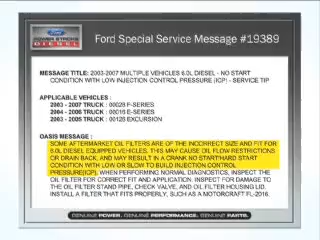 Ford
POWER STROKE
DIESEL
Ford Special Service Message #19389
MESSAGE TITLE: 2003-2007 MULTIPLE VEHICLES 6.0L DIESEL - NO START
CONDITION WITH LOW INJECTION CONTROL PRESSURE (ICP) - SERVICE TIP
APPLICABLE VEHICLES :
2003 - 2007 TRUCK : 00028 F-SERIES
2004 - 2006 TRUCK : 00016 E-SERIES
2003 - 2005 TRUCK : 00128 EXCURSION
OASIS MESSAGE :
SOME AFTERMARKET OIL FILTERS ARE OF THE INCORRECT SIZE AND FIT FOR
6.0L DIESEL EQUIPPED VEHICLES. THIS MAY CAUSE OIL FLOW RESTRICTIONS
OR DRAIN BACK, AND MAY RESULT IN A CRANK NO START/HARD START
CONDITION WITH LOW OR SLOW TO BUILD INJECTION CONTROL
PRESSURE(ICP). WHEN PERFORMING NORMAL DIAGNOSTICS, INSPECT THE
OIL FILTER FOR CORRECT FIT AND APPLICATION. INSPECT FOR DAMAGE TO
THE OIL FILTER STAND PIPE, CHECK VALVE, AND OIL FILTER HOUSING LID.
INSTALL A FILTER THAT FITS PROPERLY, SUCH AS A MOTORCRAFT FL-2016.
GENUINE POWER. GENUINE PERFORMANCE. GENUINE PARTS.